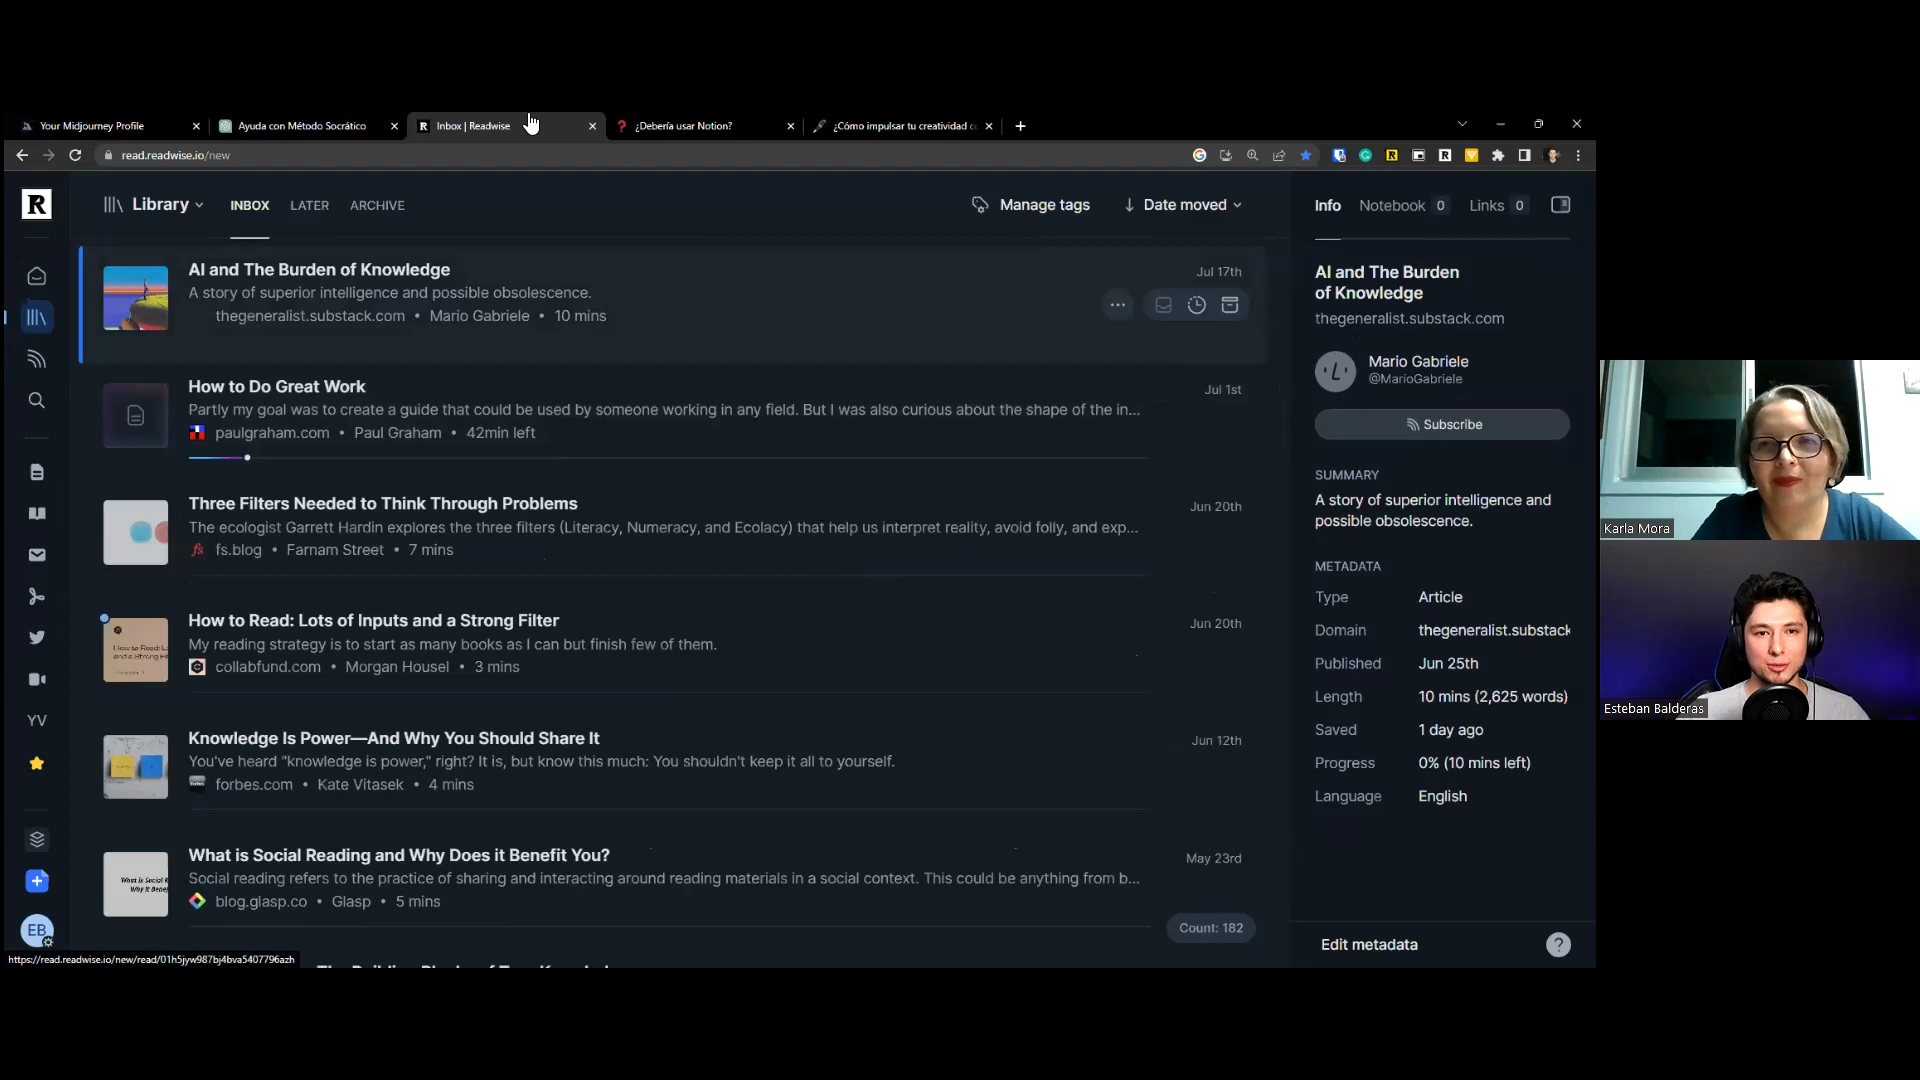 Your Midjourney Profile
Ayuda con Método Socrático
Inbox | Readwise
¿Debería usar Notion?
¿Cómo impulsar tu creatividad c
read.readwise.io/new
R
Library
INBOX
LATER
ARCHIVE
Manage tags
Date moved
AI and The Burden of Knowledge
Jul 17th
A story of superior intelligence and possible obsolescence.
thegeneralist.substack.com • Mario Gabriele • 10 mins
How to Do Great Work
Jul 1st
Partly my goal was to create a guide that could be used by someone working in any field. But I was also curious about the shape of the in...
paulgraham.com • Paul Graham • 42min left
Three Filters Needed to Think Through Problems
Jun 20th
The ecologist Garrett Hardin explores the three filters (Literacy, Numeracy, and Ecolacy) that help us interpret reality, avoid folly, and exp...
fs fs.blog • Farnam Street • 7 mins
How to Read: Lots of Inputs and a Strong Filter
Jun 20th
My reading strategy is to start as many books as I can but finish few of them.
collabfund.com • Morgan Housel • 3 mins
Knowledge Is Power—And Why You Should Share It
Jun 12th
You've heard "knowledge is power," right? It is, but know this much: You shouldn't keep it all to yourself.
forbes.com • Kate Vitasek • 4 mins
What is Social Reading and Why Does it Benefit You?
May 23rd
Social reading refers to the practice of sharing and interacting around reading materials in a social context. This could be anything from b...
blog.glasp.co • Glasp • 5 mins
Count: 182
YV
EB
https://read.readwise.io/new/read/01h5jyw987bj4bva5407796azh
Info
Notebook 0
Links 0
AI and The Burden
of Knowledge
thegeneralist.substack.com
Mario Gabriele
@MarioGabriele
Subscribe
SUMMARY
A story of superior intelligence and
possible obsolescence.
METADATA
Type Article
Domain thegeneralist.substack
Published Jun 25th
Length 10 mins (2,625 words)
Saved 1 day ago
Progress 0% (10 mins left)
Language English
Edit metadata
?
Karla Mora
Esteban Balderas